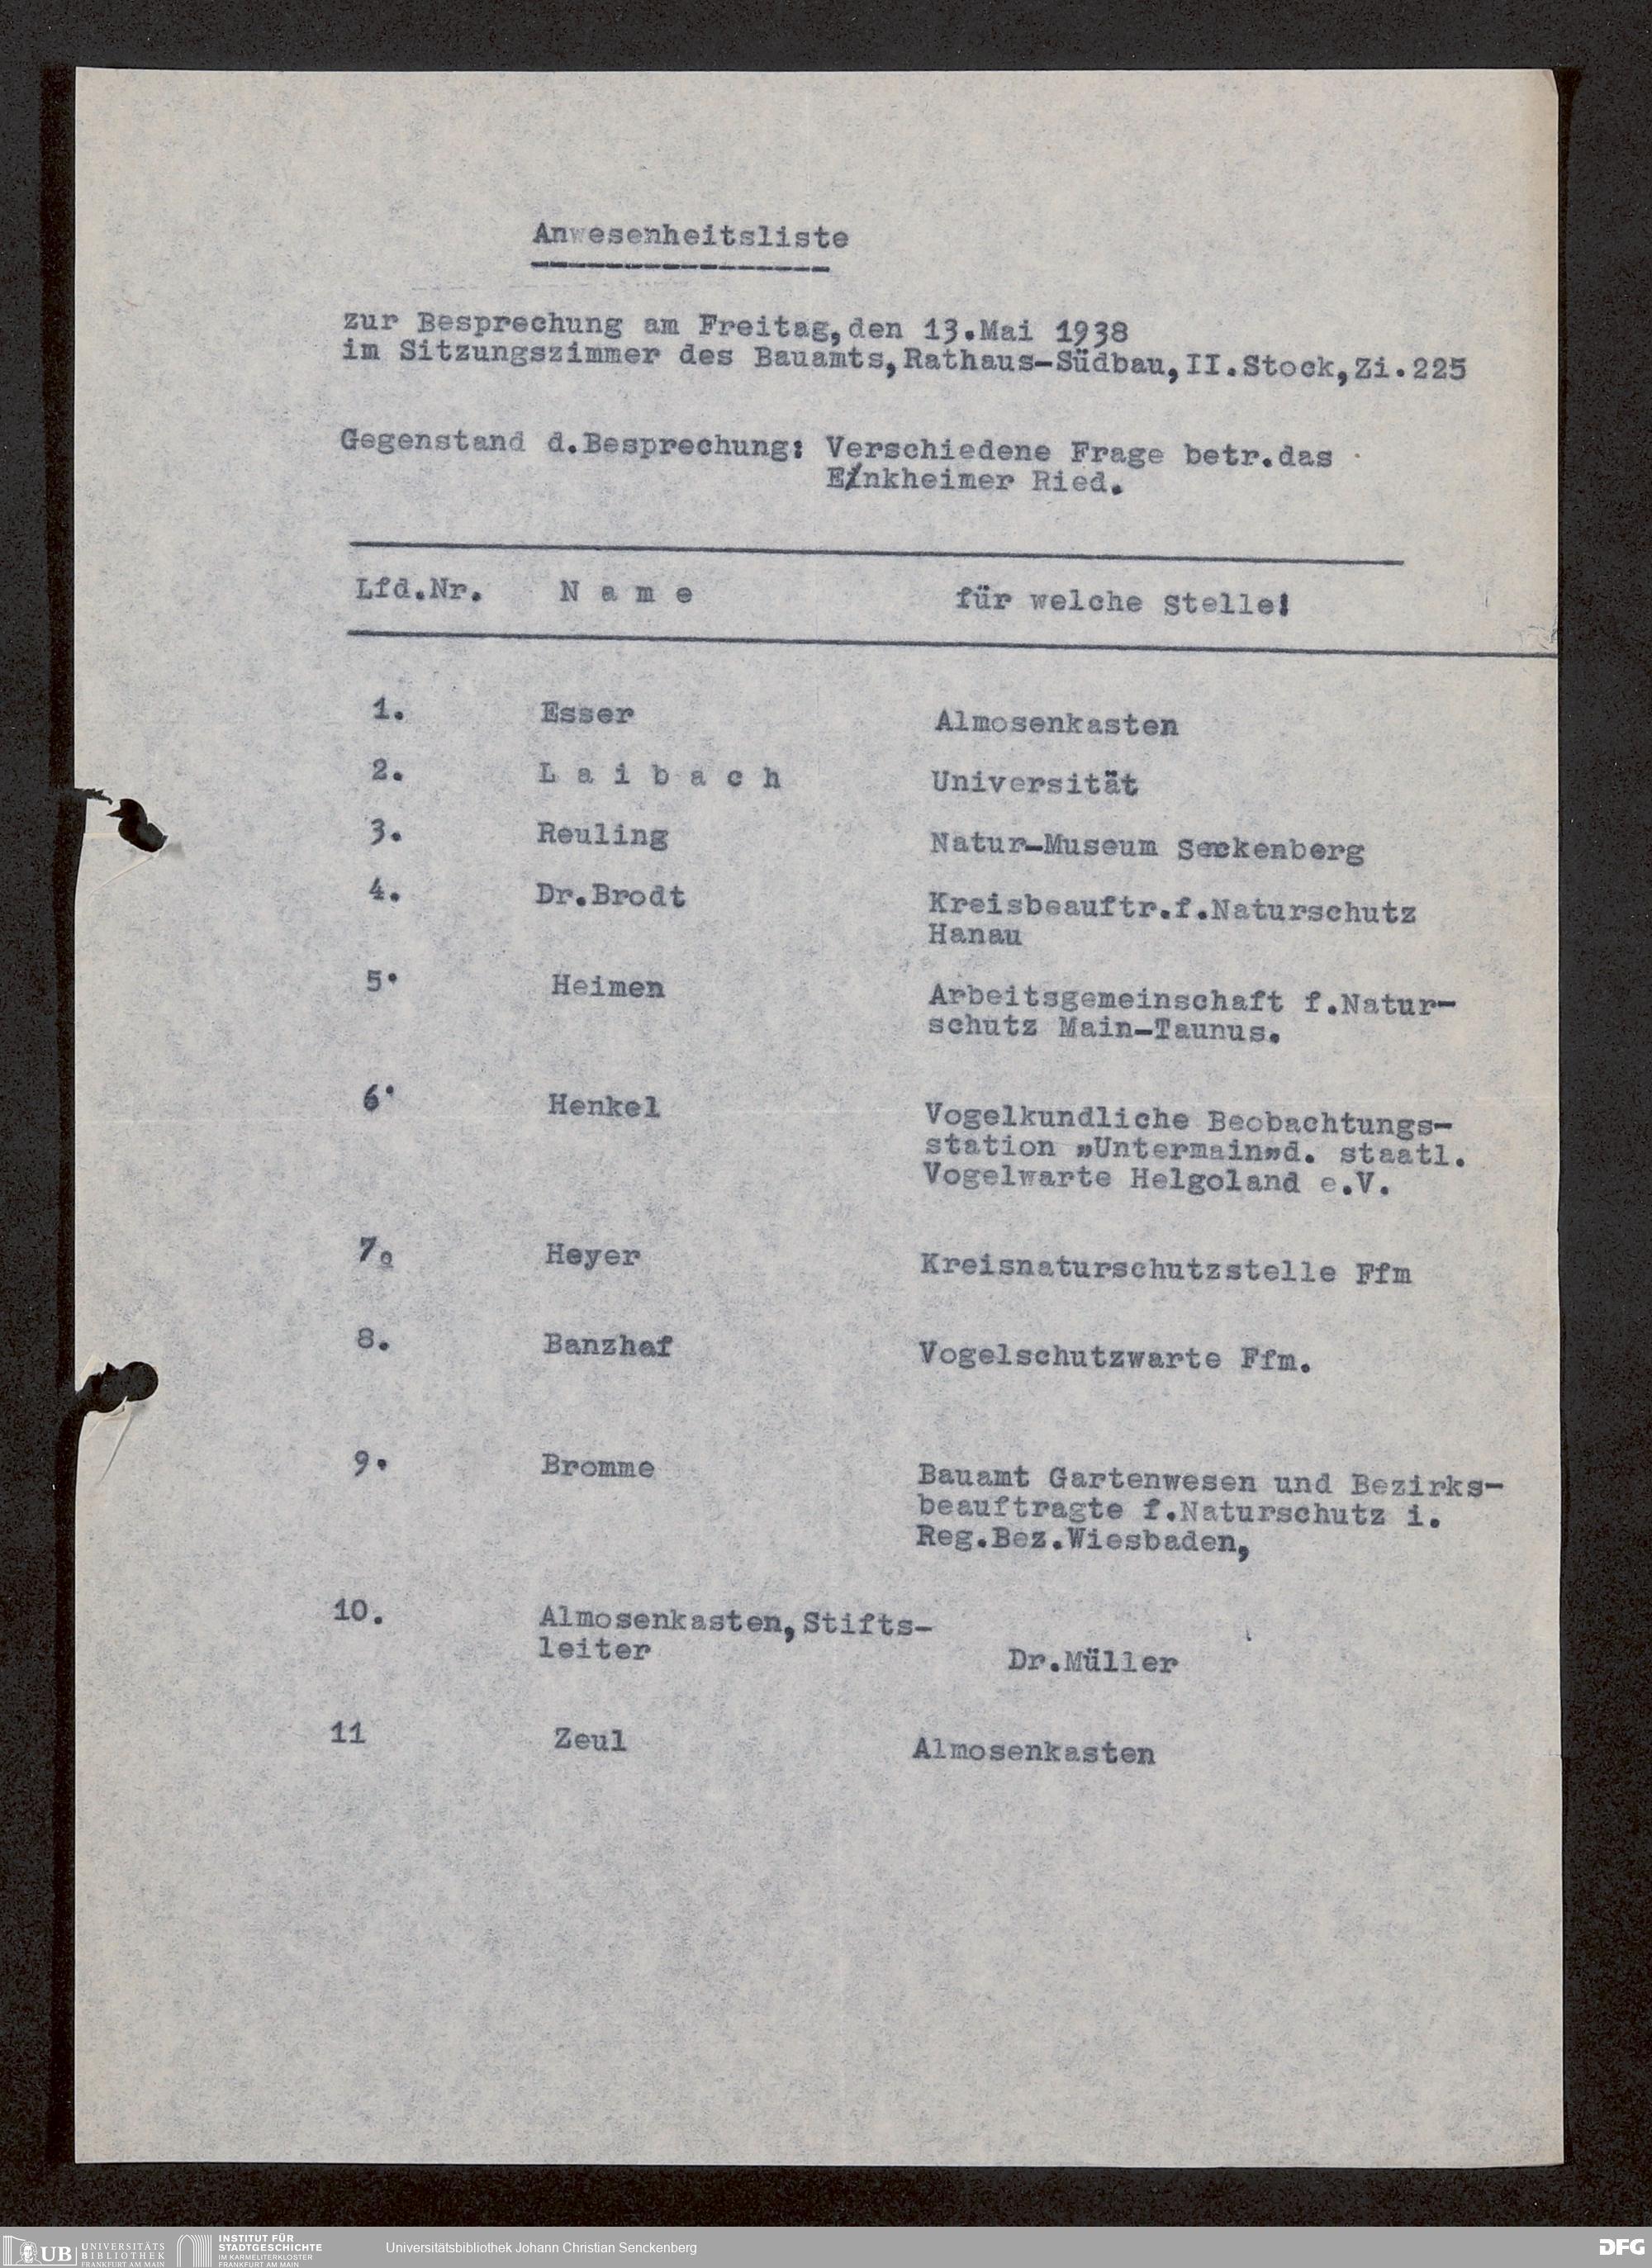 Anwesenheitsliste
zur Besprechung am Freitag,den 13.Mai 1938
im Sitzungszimmer des Bauamts,Rathaus-Südbau,II.Stock,Zi.225
Gegenstand d.Besprechung: Verschiedene Frage betr.das
Einkheimer Ried.
Lfd.Nr. N a m e für welche Stelle:
1. Esser Almosenkasten
2. L a i b a c h Universität
3. Reuling Natur-Museum Seckenberg
4. Dr.Brodt Kreisbeauftr.f.Naturschutz
Hanau
5. Heimen Arbeitsgemeinschaft f.Natur-
schutz Main-Taunus.
6. Henkel Vogelkundliche Beobachtungs-
station "Untermain"d. staatl.
Vogelwarte Helgoland e.V.
7. Heyer Kreisnaturschutzstelle Ffm
8. Banzhaf Vogelschutzwarte Ffm.
9. Bromme Bauamt Gartenwesen und Bezirks-
beauftragte f.Naturschutz i.
Reg.Bez.Wiesbaden,
10. Almosenkasten,Stifts-
leiter Dr.Müller
11 Zeul Almosenkasten
UB UNIVERSITÄTS
BIBLIOTHEK
FRANKFURT AM MAIN
INSTITUT FÜR
STADTGESCHICHTE
IM KARMELITERKLOSTER
FRANKFURT AM MAIN
Universitätsbibliothek Johann Christian Senckenberg
DFG